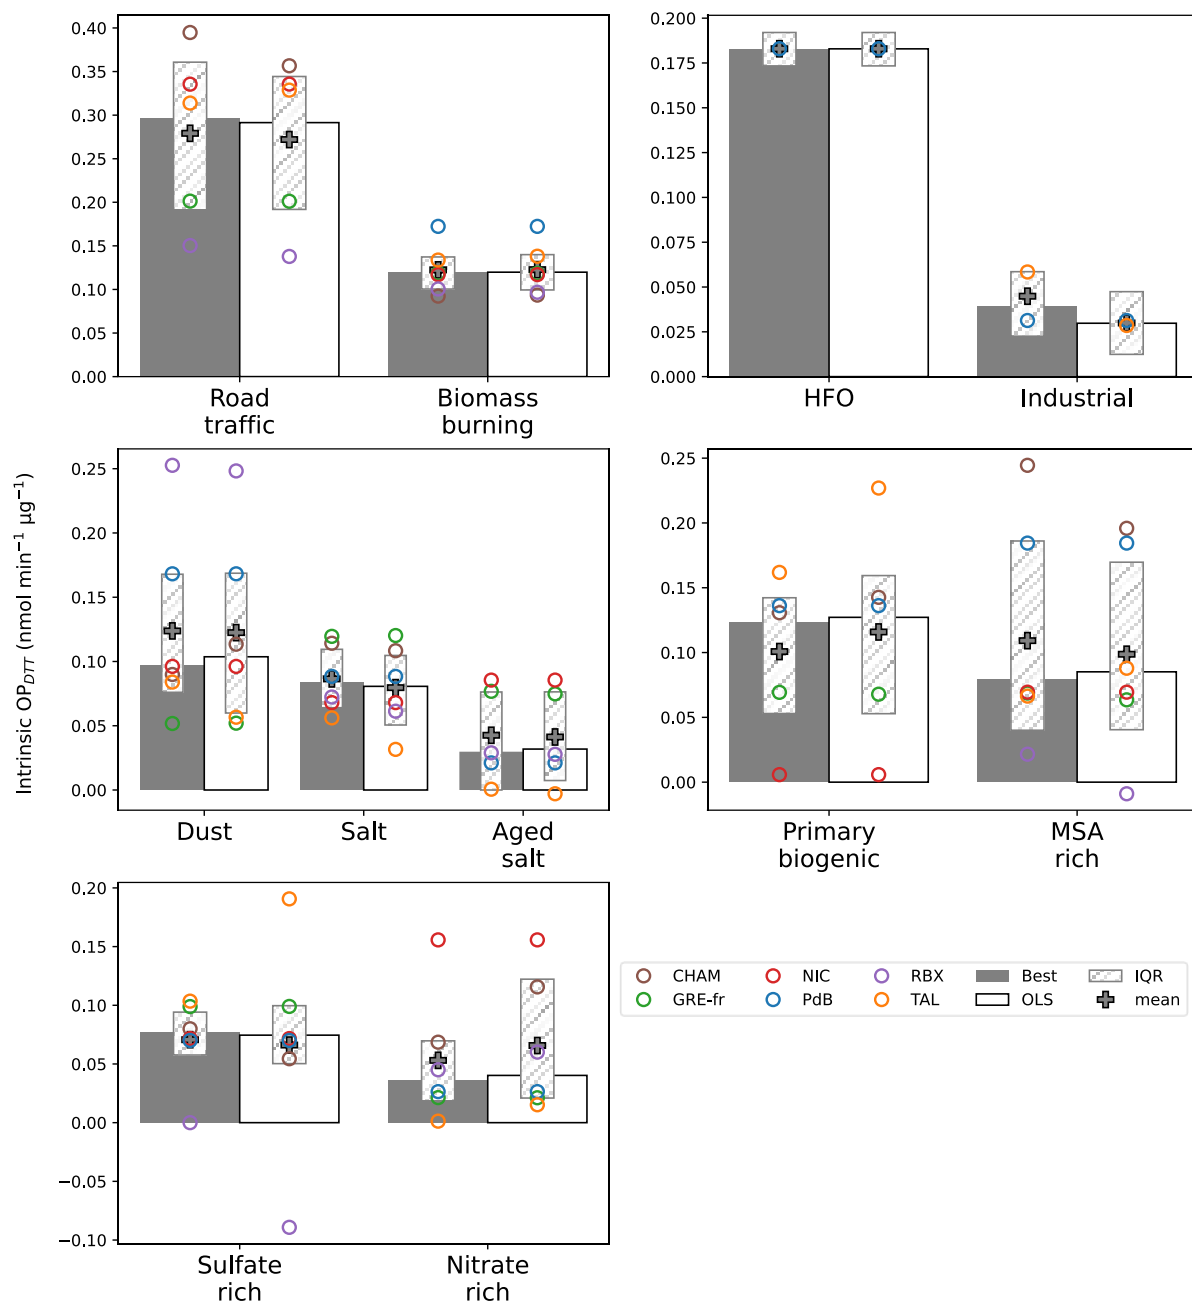 0.40
0.35
0.30
0.25
0.20
0.15
0.10
0.05
0.00
Road
traffic
Biomass
burning
0.200
0.175
0.150
0.125
0.100
0.075
0.050
0.025
0.000
HFO
Industrial
Intrinsic OP$_{DTT}$ (nmol min⁻¹ µg⁻¹)
0.25
0.20
0.15
0.10
0.05
0.00
Dust
Salt
Aged
salt
0.25
0.20
0.15
0.10
0.05
0.00
Primary
biogenic
MSA
rich
0.20
0.15
0.10
0.05
0.00
−0.05
−0.10
Sulfate
rich
Nitrate
rich
CHAM
GRE-fr
NIC
PdB
RBX
TAL
Best
OLS
IQR
mean